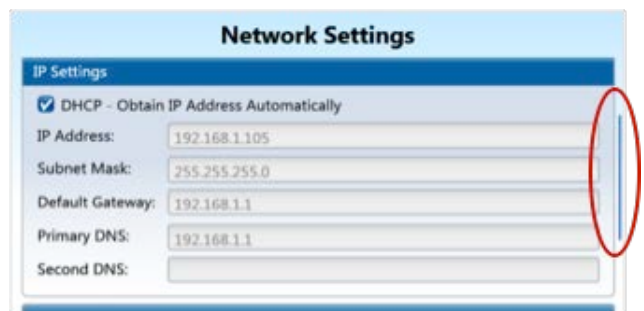 Network Settings
IP Settings
DHCP - Obtain IP Address Automatically
IP Address: 192.168.1.105
Subnet Mask: 255.255.255.0
Default Gateway: 192.168.1.1
Primary DNS: 192.168.1.1
Second DNS: